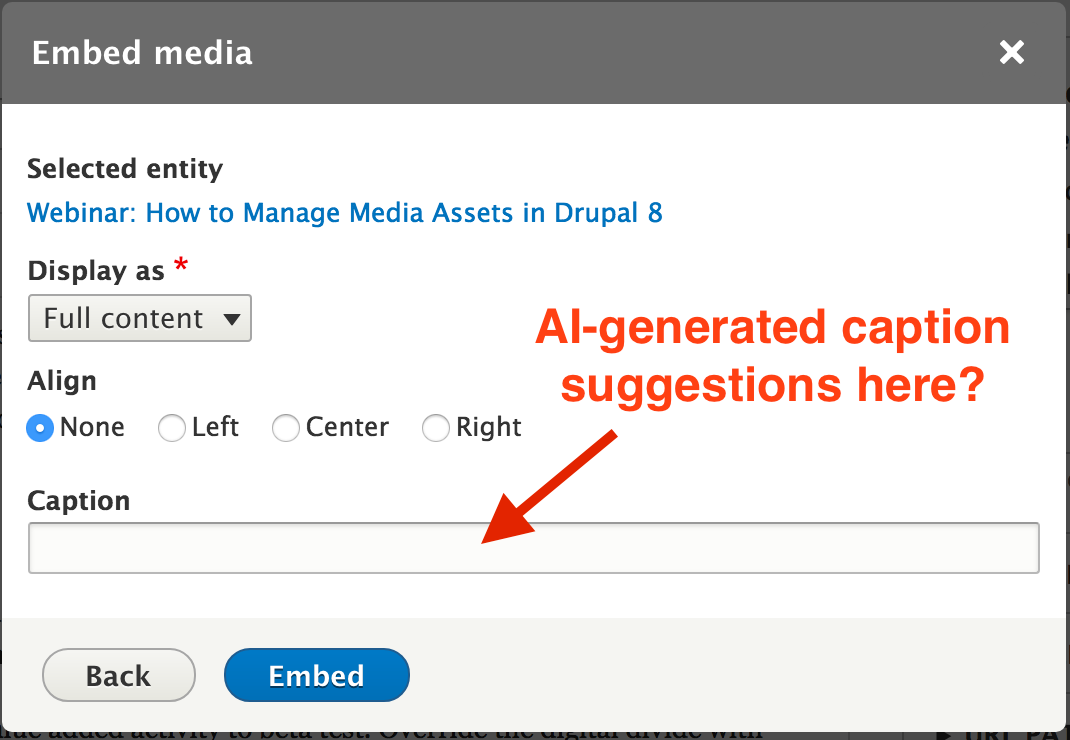 Embed media
Selected entity
Webinar: How to Manage Media Assets in Drupal 8
Display as *
Full content
AI-generated caption
suggestions here?
Align
None Left Center Right
Caption
Back Embed